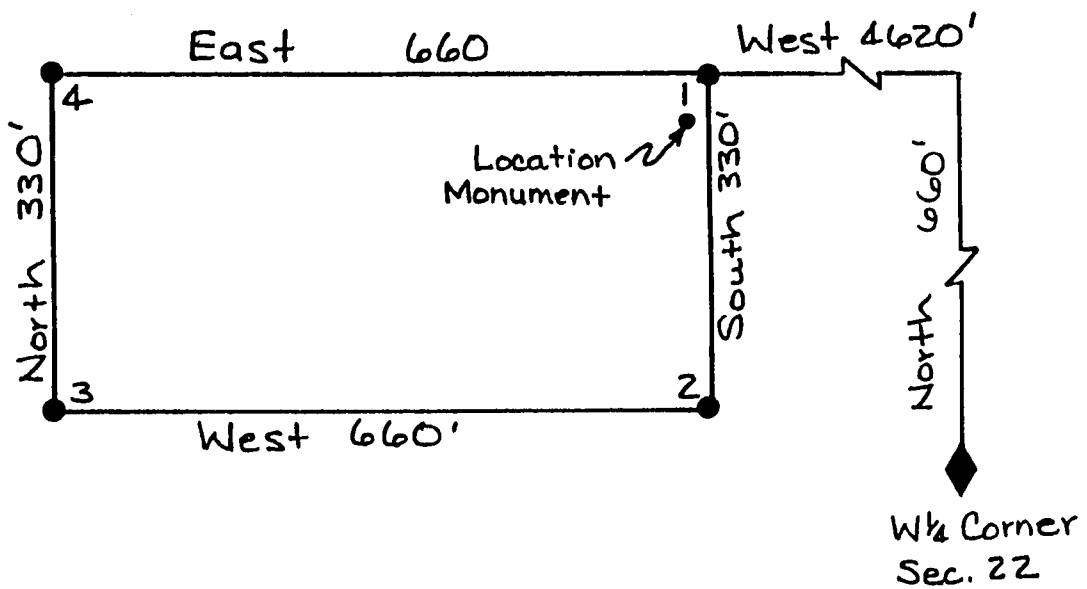 East 660
West 4620'
4
1
Location
Monument
North 330'
South 330'
North 660'
3
2
West 660'
W¼ Corner
Sec. 22